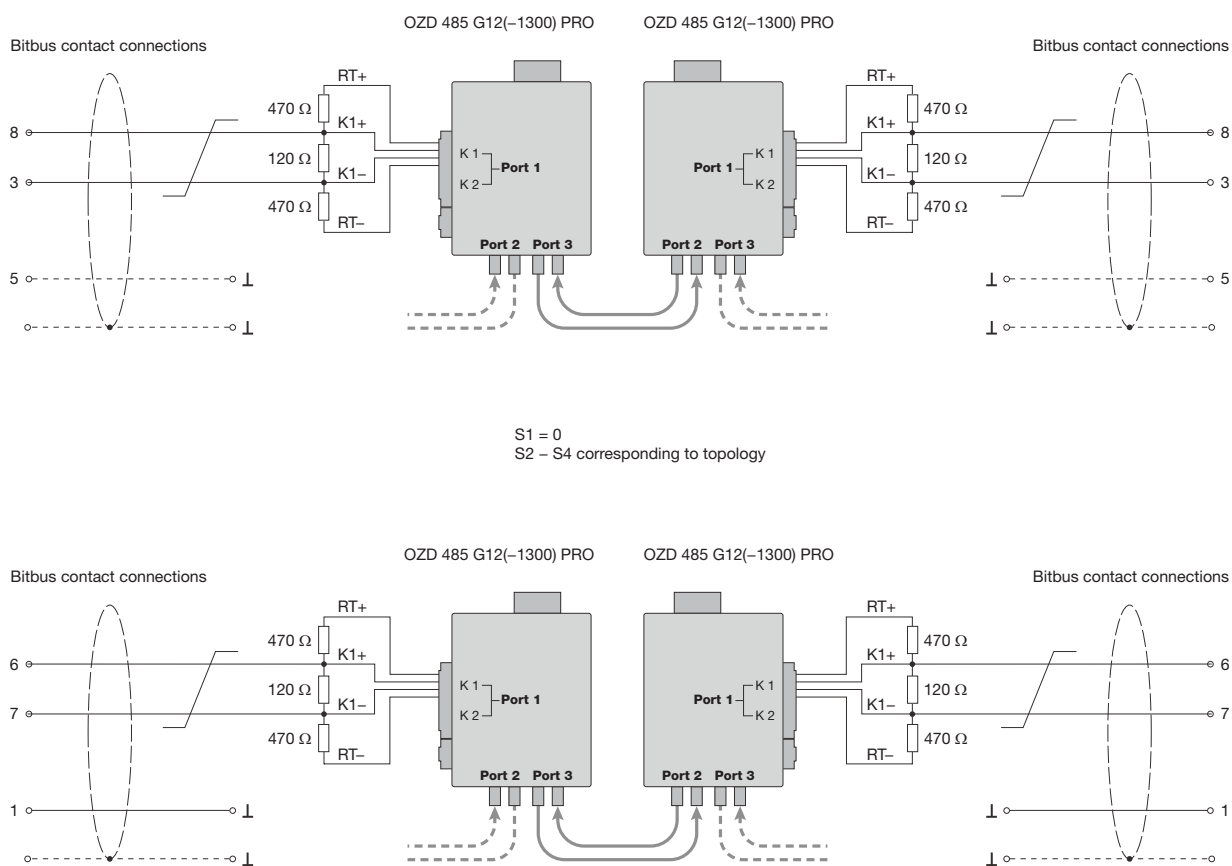 OZD 485 G12(–1300) PRO OZD 485 G12(–1300) PRO
Bitbus contact connections Bitbus contact connections
RT+ RT+
470 Ω 470 Ω
8 K1+ K1+ 8
120 Ω K 1 K 1 120 Ω
Port 1 Port 1
3 K1– K 2 K 2 K1– 3
470 Ω 470 Ω
RT– RT–
Port 2 Port 3 Port 2 Port 3
5 ⊥ ⊥ 5
⊥ ⊥
S1 = 0
S2 – S4 corresponding to topology
OZD 485 G12(–1300) PRO OZD 485 G12(–1300) PRO
Bitbus contact connections Bitbus contact connections
RT+ RT+
470 Ω 470 Ω
6 K1+ K1+ 6
120 Ω K 1 K 1 120 Ω
Port 1 Port 1
7 K1– K 2 K 2 K1– 7
470 Ω 470 Ω
RT– RT–
Port 2 Port 3 Port 2 Port 3
1 ⊥ ⊥ 1
⊥ ⊥